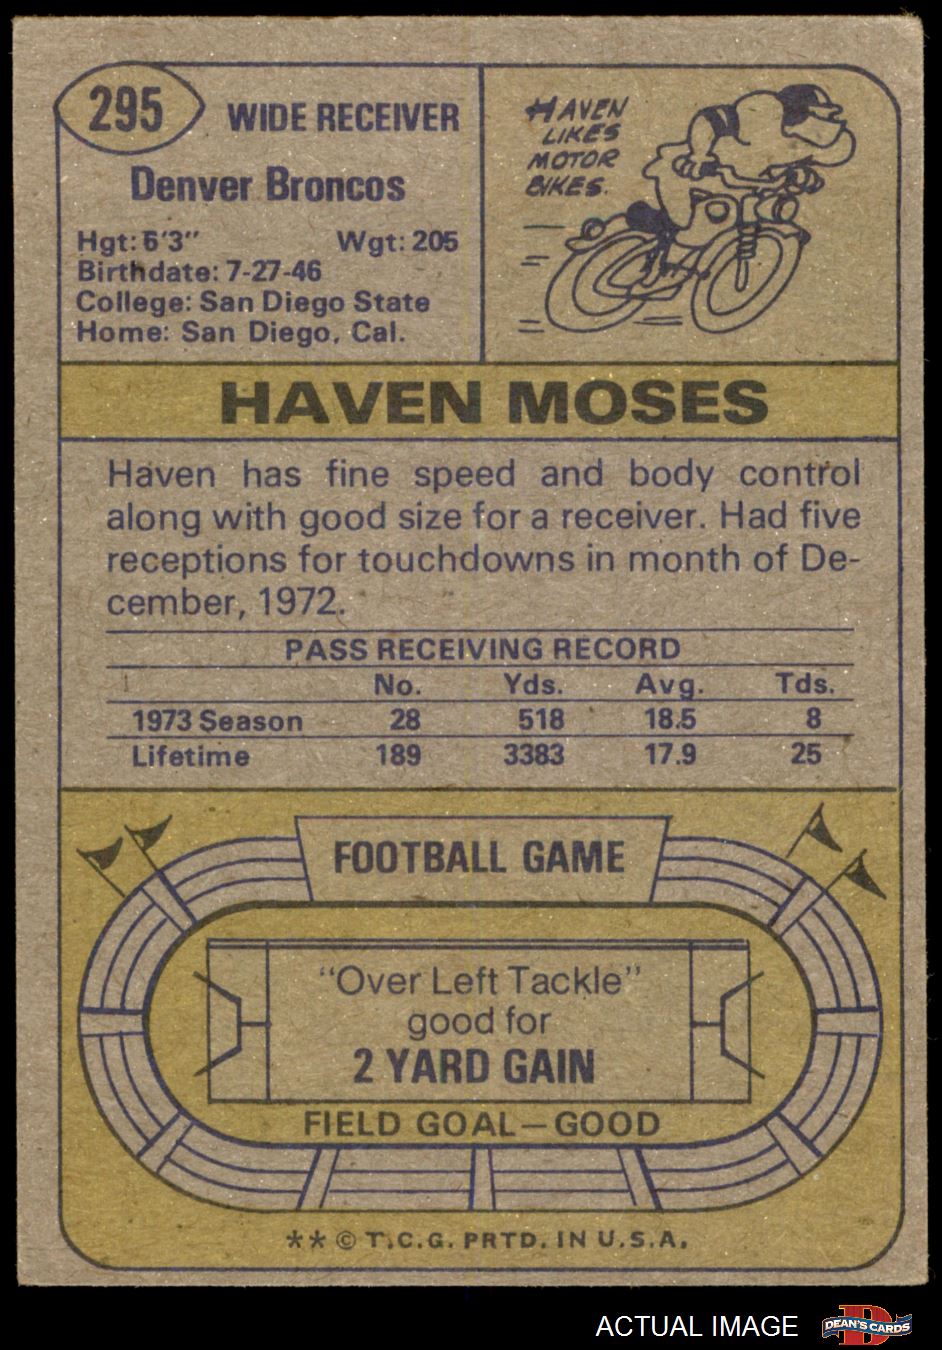 295
WIDE RECEIVER
Denver Broncos
Hgt: 6'3" Wgt: 205
Birthdate: 7-27-46
College: San Diego State
Home: San Diego, Cal.
HAVEN
LIKES
MOTOR
BIKES.
HAVEN MOSES
Haven has fine speed and body control
along with good size for a receiver. Had five
receptions for touchdowns in month of De-
cember, 1972.
PASS RECEIVING RECORD
No. Yds. Avg. Tds.
1973 Season 28 518 18.5 8
Lifetime 189 3383 17.9 25
FOOTBALL GAME
"Over Left Tackle"
good for
2 YARD GAIN
FIELD GOAL—GOOD
** © T.C.G. PRTD. IN U.S.A.
ACTUAL IMAGE
D
DEAN'S CARDS